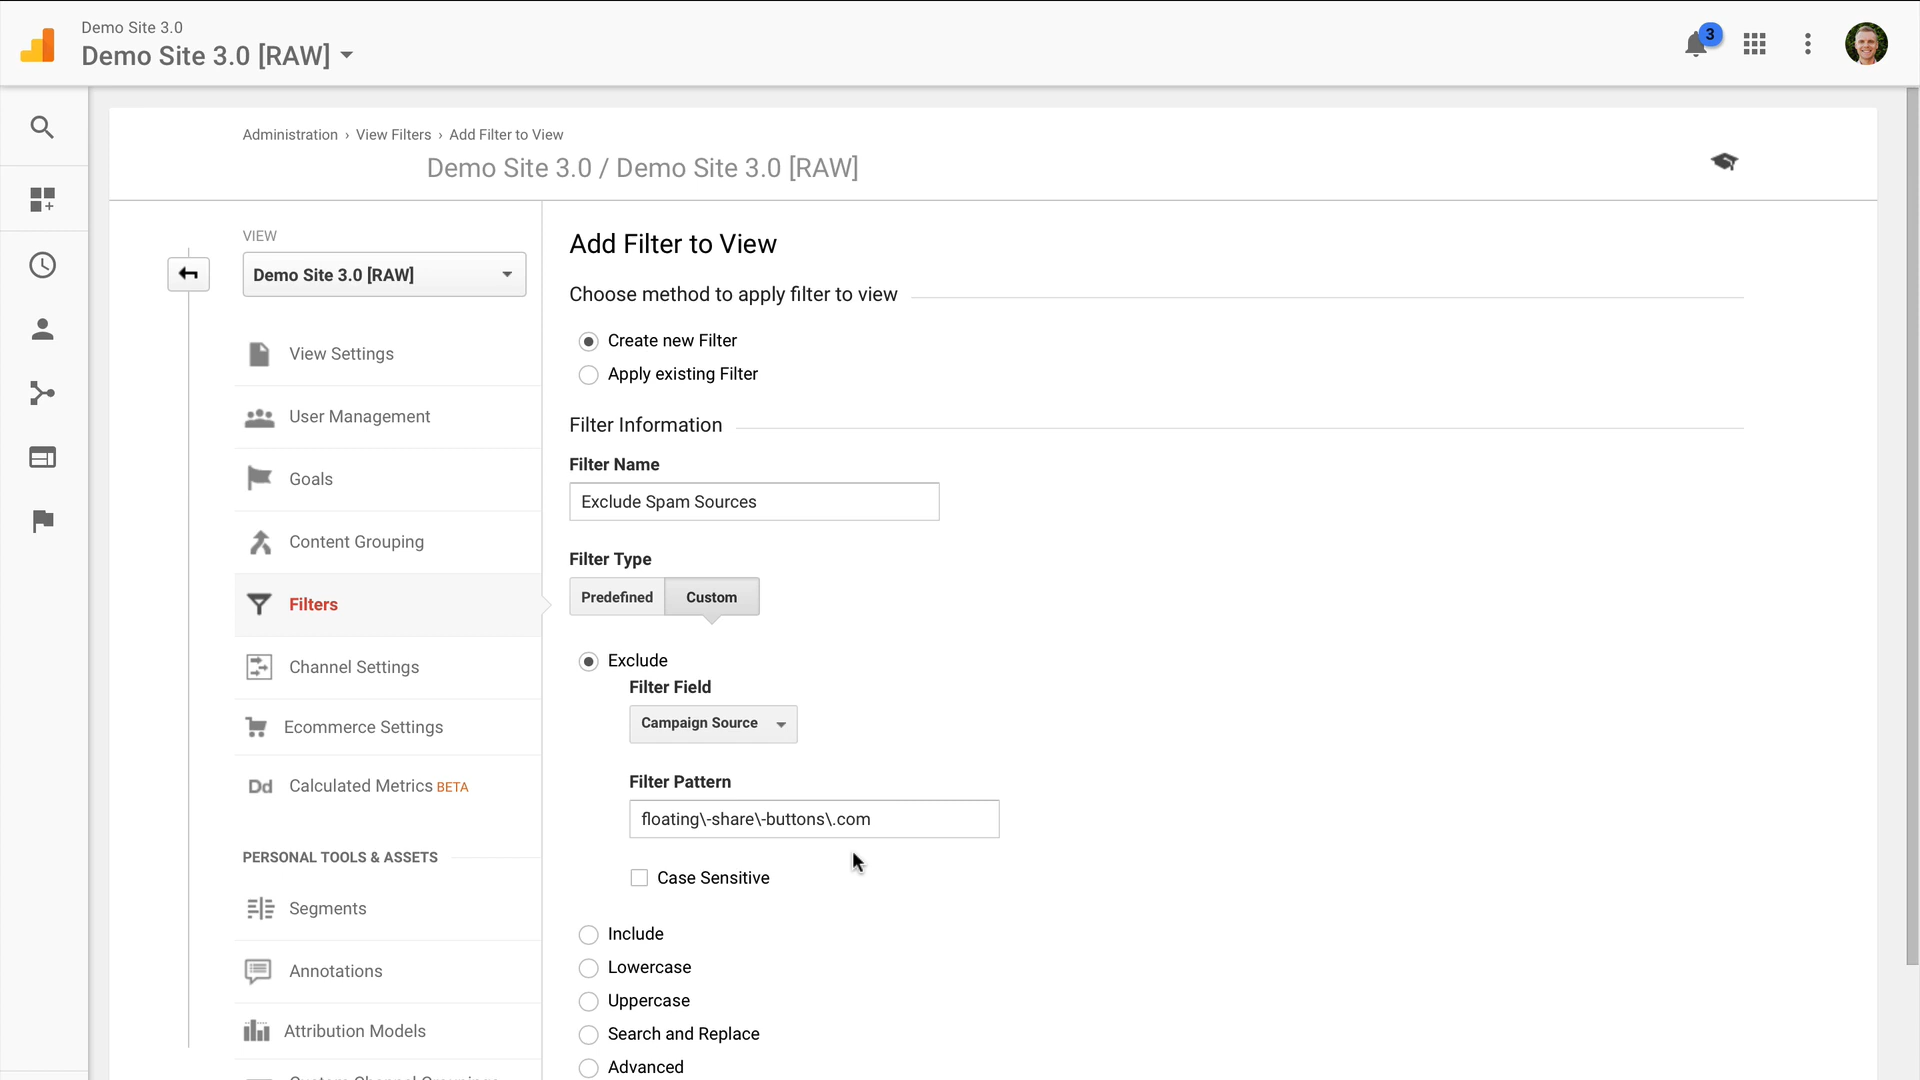 Demo Site 3.0
Demo Site 3.0 [RAW]
3
Administration › View Filters › Add Filter to View
Demo Site 3.0 / Demo Site 3.0 [RAW]
VIEW
Demo Site 3.0 [RAW]
View Settings
User Management
Goals
Content Grouping
Filters
Channel Settings
Ecommerce Settings
Dd Calculated Metrics BETA
PERSONAL TOOLS & ASSETS
Segments
Annotations
Attribution Models
Custom Channel Groupings
Add Filter to View
Choose method to apply filter to view
Create new Filter
Apply existing Filter
Filter Information
Filter Name
Exclude Spam Sources
Filter Type
Predefined Custom
Exclude
Filter Field
Campaign Source
Filter Pattern
floating\-share\-buttons\.com
Case Sensitive
Include
Lowercase
Uppercase
Search and Replace
Advanced